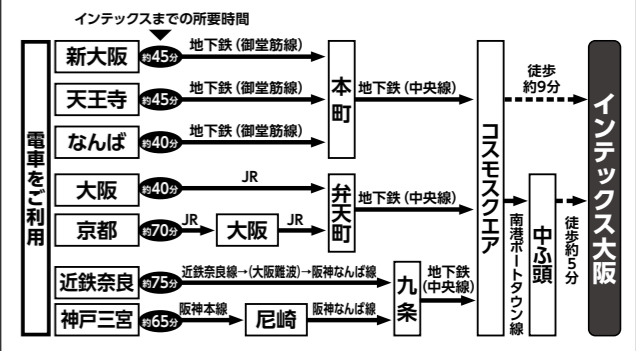 インテックスまでの所要時間
電車をご利用
新大阪
約45分
地下鉄（御堂筋線）
天王寺
約45分
地下鉄（御堂筋線）
なんば
約40分
地下鉄（御堂筋線）
本町
地下鉄（中央線）
大阪
約40分
JR
京都
約70分
JR
大阪
JR
弁天町
地下鉄（中央線）
近鉄奈良
約75分
近鉄奈良線→（大阪難波）→阪神なんば線
神戸三宮
約65分
阪神本線
尼崎
阪神なんば線
九条
地下鉄
（中央線）
コスモスクエア
徒歩
約9分
南港ポートタウン線
中ふ頭
徒歩約5分
インテックス大阪